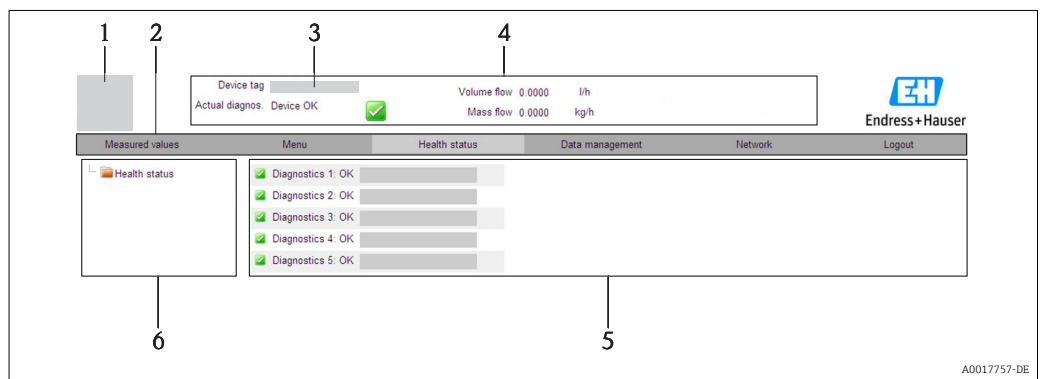 1 2 3 4
Device tag
Volume flow 0.0000 l/h
Actual diagnos. Device OK
Mass flow 0.0000 kg/h
EH
Endress+Hauser
Measured values Menu Health status Data management Network Logout
Health status
Diagnostics 1: OK
Diagnostics 2: OK
Diagnostics 3: OK
Diagnostics 4: OK
Diagnostics 5: OK
6 5
A0017757-DE